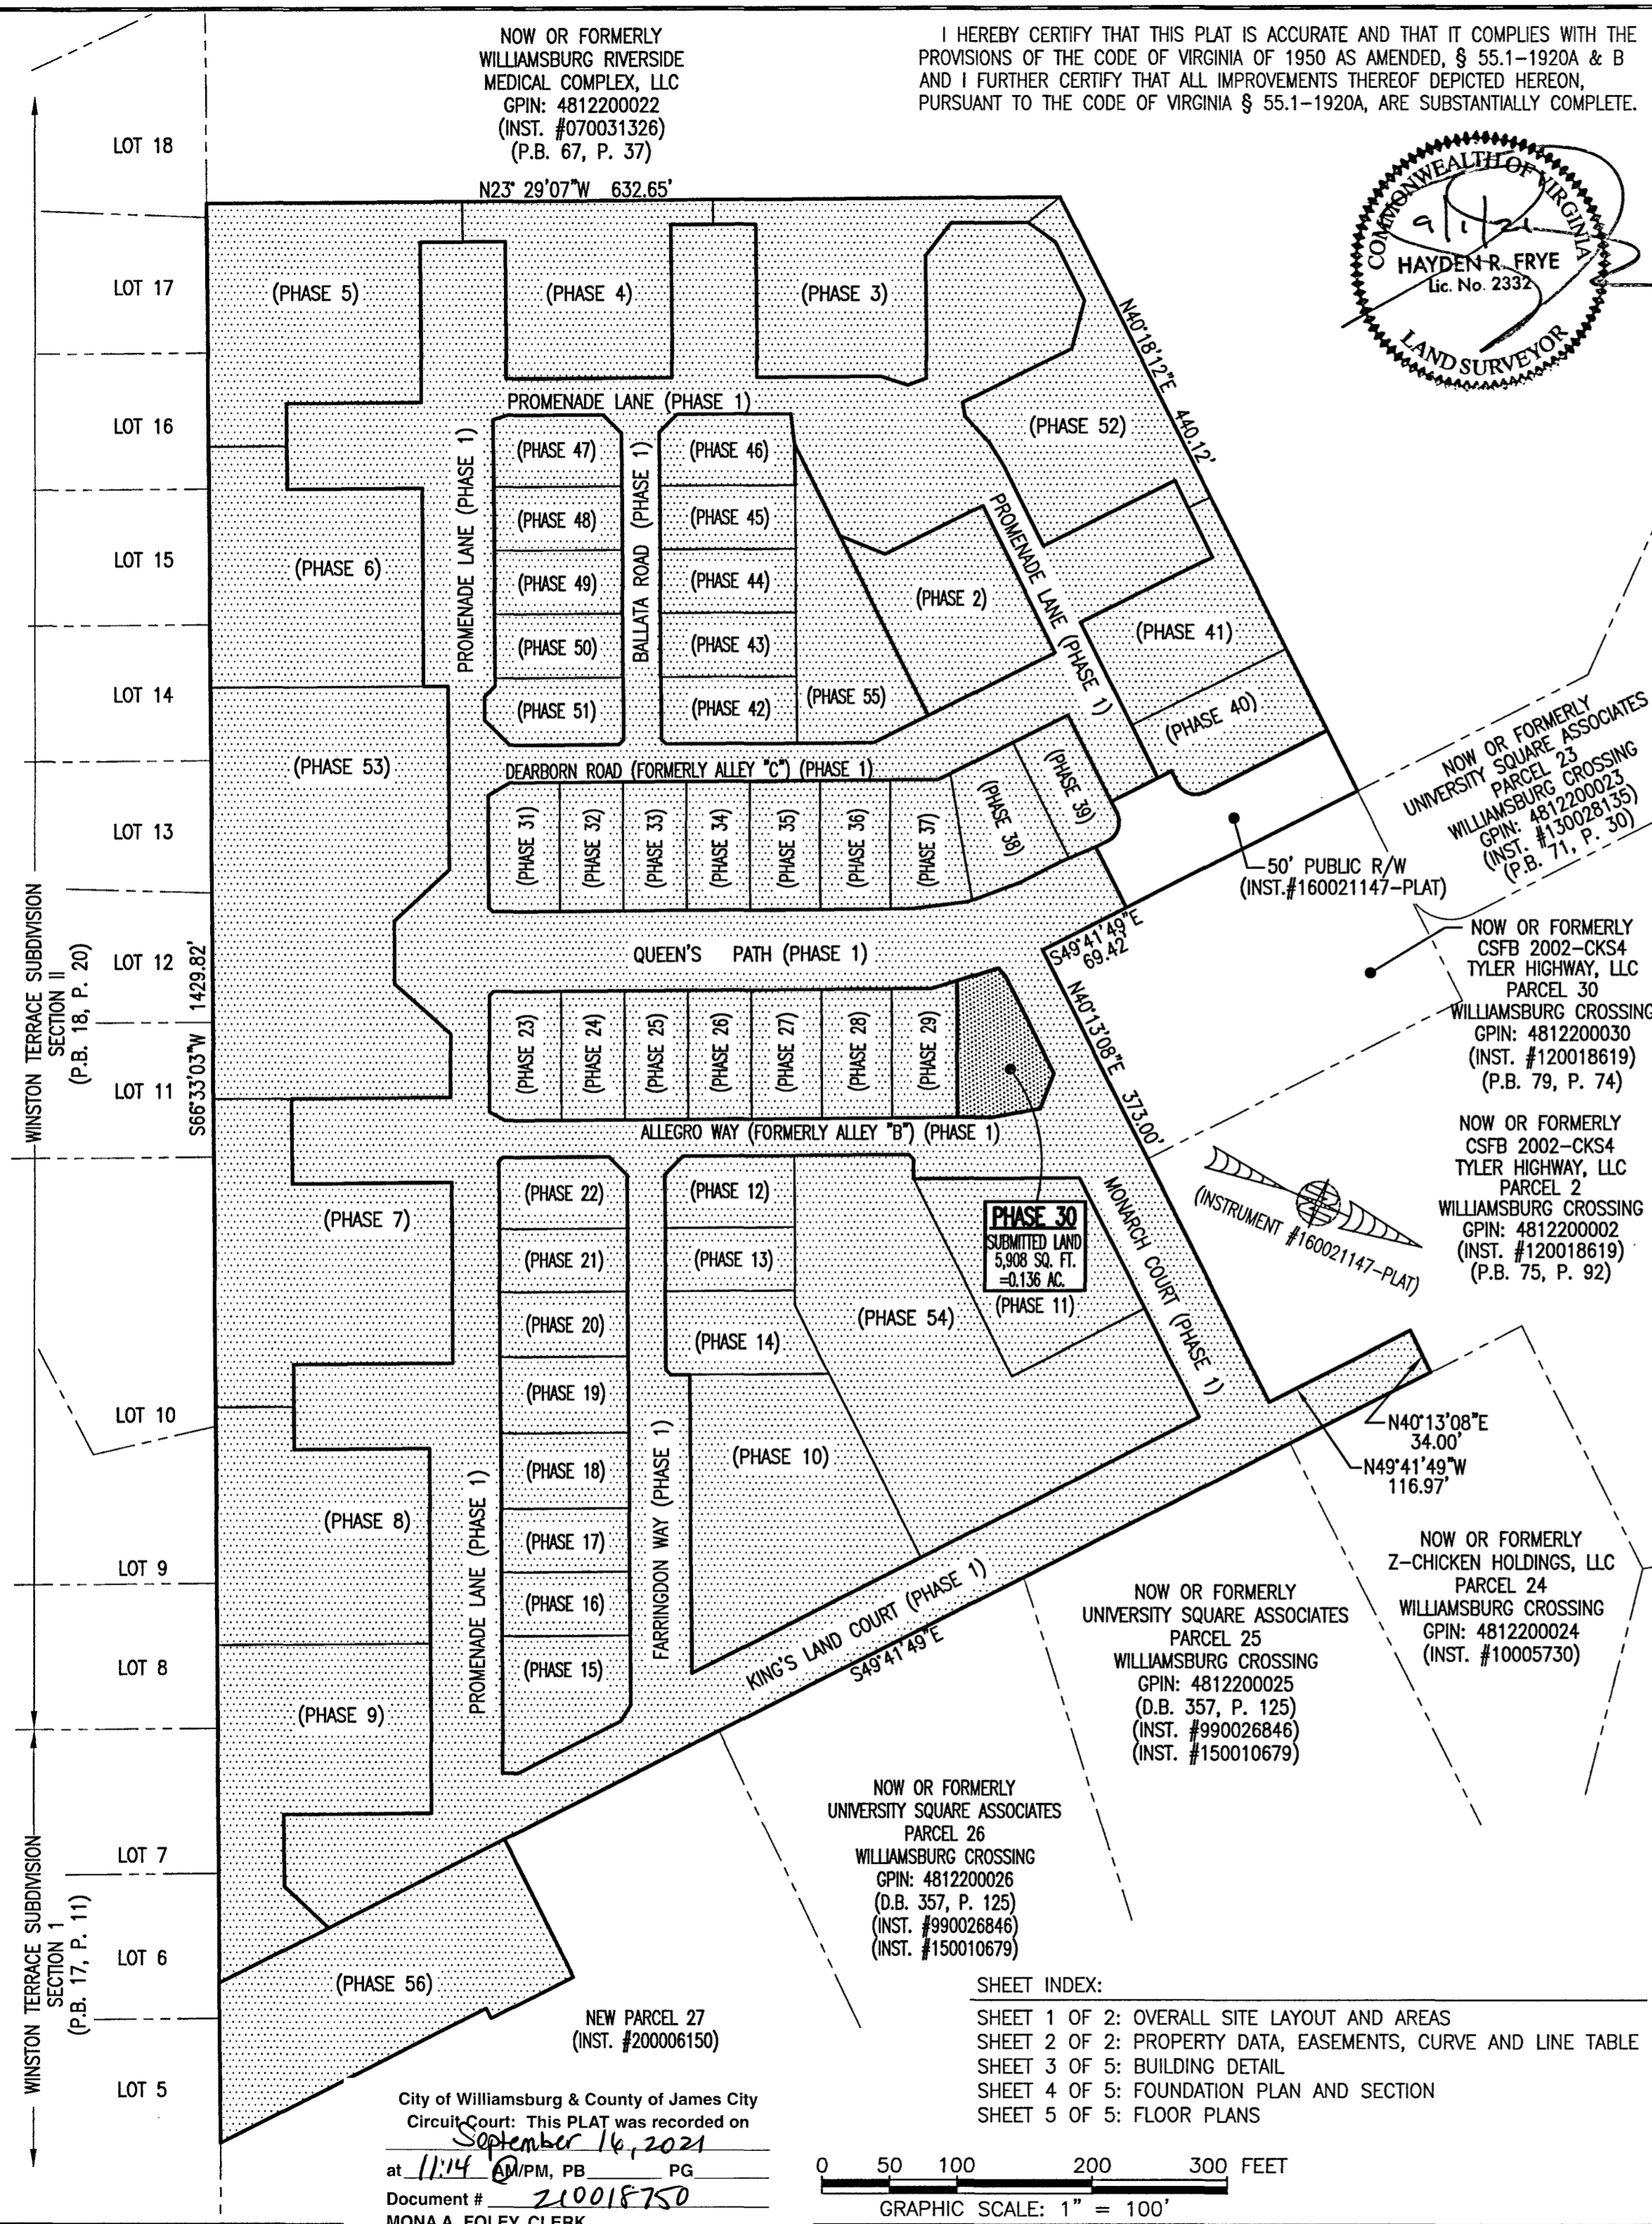 NOW OR FORMERLY
WILLIAMSBURG RIVERSIDE
MEDICAL COMPLEX, LLC
GPIN: 4812200022
(INST. #070031326)
(P.B. 67, P. 37)
N23° 29'07"W 632.65'
I HEREBY CERTIFY THAT THIS PLAT IS ACCURATE AND THAT IT COMPLIES WITH THE
PROVISIONS OF THE CODE OF VIRGINIA OF 1950 AS AMENDED, § 55.1-1920A & B
AND I FURTHER CERTIFY THAT ALL IMPROVEMENTS THEREOF DEPICTED HEREON,
PURSUANT TO THE CODE OF VIRGINIA § 55.1-1920A, ARE SUBSTANTIALLY COMPLETE.
COMMONWEALTH OF VIRGINIA
9/1/21
HAYDEN R. FRYE
Lic. No. 2332
LAND SURVEYOR
LOT 18
LOT 17
LOT 16
LOT 15
LOT 14
LOT 13
LOT 12
LOT 11
LOT 10
LOT 9
LOT 8
LOT 7
LOT 6
LOT 5
WINSTON TERRACE SUBDIVISION
SECTION II
(P.B. 18, P. 20)
S66°33'03"W 1429.82'
WINSTON TERRACE SUBDIVISION
SECTION 1
(P.B. 17, P. 11)
(PHASE 5)
(PHASE 4)
(PHASE 3)
N40°18'12"E 440.12'
PROMENADE LANE (PHASE 1)
(PHASE 52)
PROMENADE LANE (PHASE 1)
(PHASE 47)
(PHASE 48)
(PHASE 49)
(PHASE 50)
(PHASE 51)
BALLATA ROAD (PHASE 1)
(PHASE 46)
(PHASE 45)
(PHASE 44)
(PHASE 43)
(PHASE 42)
(PHASE 55)
(PHASE 2)
PROMENADE LANE (PHASE 1)
(PHASE 41)
(PHASE 40)
(PHASE 6)
(PHASE 53)
DEARBORN ROAD (FORMERLY ALLEY "C") (PHASE 1)
(PHASE 31)
(PHASE 32)
(PHASE 33)
(PHASE 34)
(PHASE 35)
(PHASE 36)
(PHASE 37)
(PHASE 38)
(PHASE 39)
50' PUBLIC R/W
(INST.#160021147-PLAT)
NOW OR FORMERLY
UNIVERSITY SQUARE ASSOCIATES
PARCEL 23
WILLIAMSBURG CROSSING
GPIN: 4812200023
(INST. #130028135)
(P.B. 71, P. 30)
QUEEN'S PATH (PHASE 1)
S49°41'49"E
69.42'
N40°13'08"E 373.00'
NOW OR FORMERLY
CSFB 2002-CKS4
TYLER HIGHWAY, LLC
PARCEL 30
WILLIAMSBURG CROSSING
GPIN: 4812200030
(INST. #120018619)
(P.B. 79, P. 74)
(PHASE 23)
(PHASE 24)
(PHASE 25)
(PHASE 26)
(PHASE 27)
(PHASE 28)
(PHASE 29)
ALLEGRO WAY (FORMERLY ALLEY "B") (PHASE 1)
NOW OR FORMERLY
CSFB 2002-CKS4
TYLER HIGHWAY, LLC
PARCEL 2
WILLIAMSBURG CROSSING
GPIN: 4812200002
(INST. #120018619)
(P.B. 75, P. 92)
(INSTRUMENT #160021147-PLAT)
(PHASE 7)
(PHASE 22)
(PHASE 21)
(PHASE 20)
(PHASE 19)
(PHASE 18)
(PHASE 17)
(PHASE 16)
(PHASE 15)
(PHASE 12)
(PHASE 13)
(PHASE 14)
PHASE 30
SUBMITTED LAND
5,908 SQ. FT.
=0.136 AC.
(PHASE 11)
(PHASE 54)
MONARCH COURT (PHASE 1)
(PHASE 10)
(PHASE 8)
(PHASE 9)
PROMENADE LANE (PHASE 1)
FARRINGDON WAY (PHASE 1)
KING'S LAND COURT (PHASE 1)
S49°41'49"E
N40°13'08"E
34.00'
N49°41'49"W
116.97'
NOW OR FORMERLY
Z-CHICKEN HOLDINGS, LLC
PARCEL 24
WILLIAMSBURG CROSSING
GPIN: 4812200024
(INST. #10005730)
NOW OR FORMERLY
UNIVERSITY SQUARE ASSOCIATES
PARCEL 25
WILLIAMSBURG CROSSING
GPIN: 4812200025
(D.B. 357, P. 125)
(INST. #990026846)
(INST. #150010679)
NOW OR FORMERLY
UNIVERSITY SQUARE ASSOCIATES
PARCEL 26
WILLIAMSBURG CROSSING
GPIN: 4812200026
(D.B. 357, P. 125)
(INST. #990026846)
(INST. #150010679)
(PHASE 56)
NEW PARCEL 27
(INST. #200006150)
SHEET INDEX:
SHEET 1 OF 2: OVERALL SITE LAYOUT AND AREAS
SHEET 2 OF 2: PROPERTY DATA, EASEMENTS, CURVE AND LINE TABLE
SHEET 3 OF 5: BUILDING DETAIL
SHEET 4 OF 5: FOUNDATION PLAN AND SECTION
SHEET 5 OF 5: FLOOR PLANS
City of Williamsburg & County of James City
Circuit Court: This PLAT was recorded on
September 16, 2021
at 11:14 AM/PM, PB PG
Document # 210018750
MONA A. FOLEY, CLERK
0 50 100 200 300 FEET
GRAPHIC SCALE: 1" = 100'